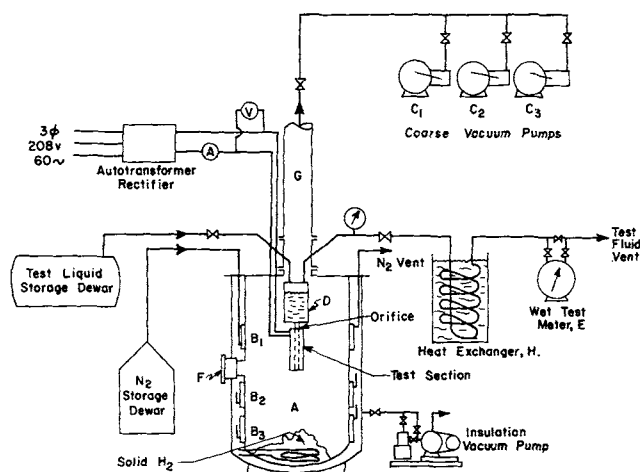 C1 C2 C3
Coarse Vacuum Pumps
V
3ϕ
208v
60~
A
Autotransformer
Rectifier
G
Test
Fluid
Vent
N2 Vent
Test Liquid
Storage Dewar
D
Orifice
Wet Test
Meter, E
B1
Heat Exchanger, H.
F
Test Section
N2
Storage
Dewar
B2
A
B3
Solid H2
Insulation
Vacuum Pump